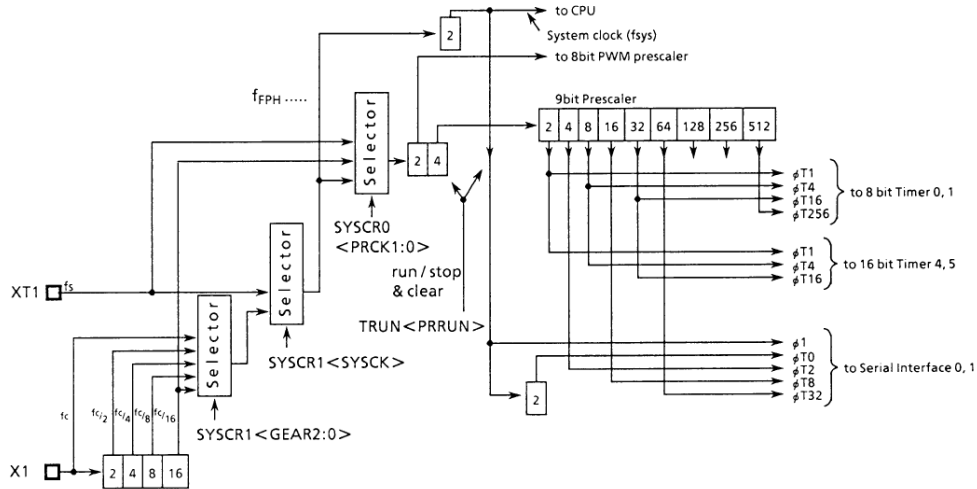 to CPU
2
System clock (fsys)
to 8bit PWM prescaler
fFPH .....
9bit Prescaler
Selector
2 4 8 16 32 64 128 256 512
2 4
φT1
φT4
φT16
φT256
to 8 bit Timer 0, 1
SYSCR0
<PRCK1:0>
Selector
run / stop
& clear
φT1
φT4
φT16
to 16 bit Timer 4, 5
XT1
fs
Selector
TRUN<PRRUN>
SYSCR1<SYSCK>
φ1
φT0
φT2
φT8
φT32
to Serial Interface 0, 1
2
fc
fc/2
fc/4
fc/8
fc/16
SYSCR1<GEAR2:0>
X1
2 4 8 16